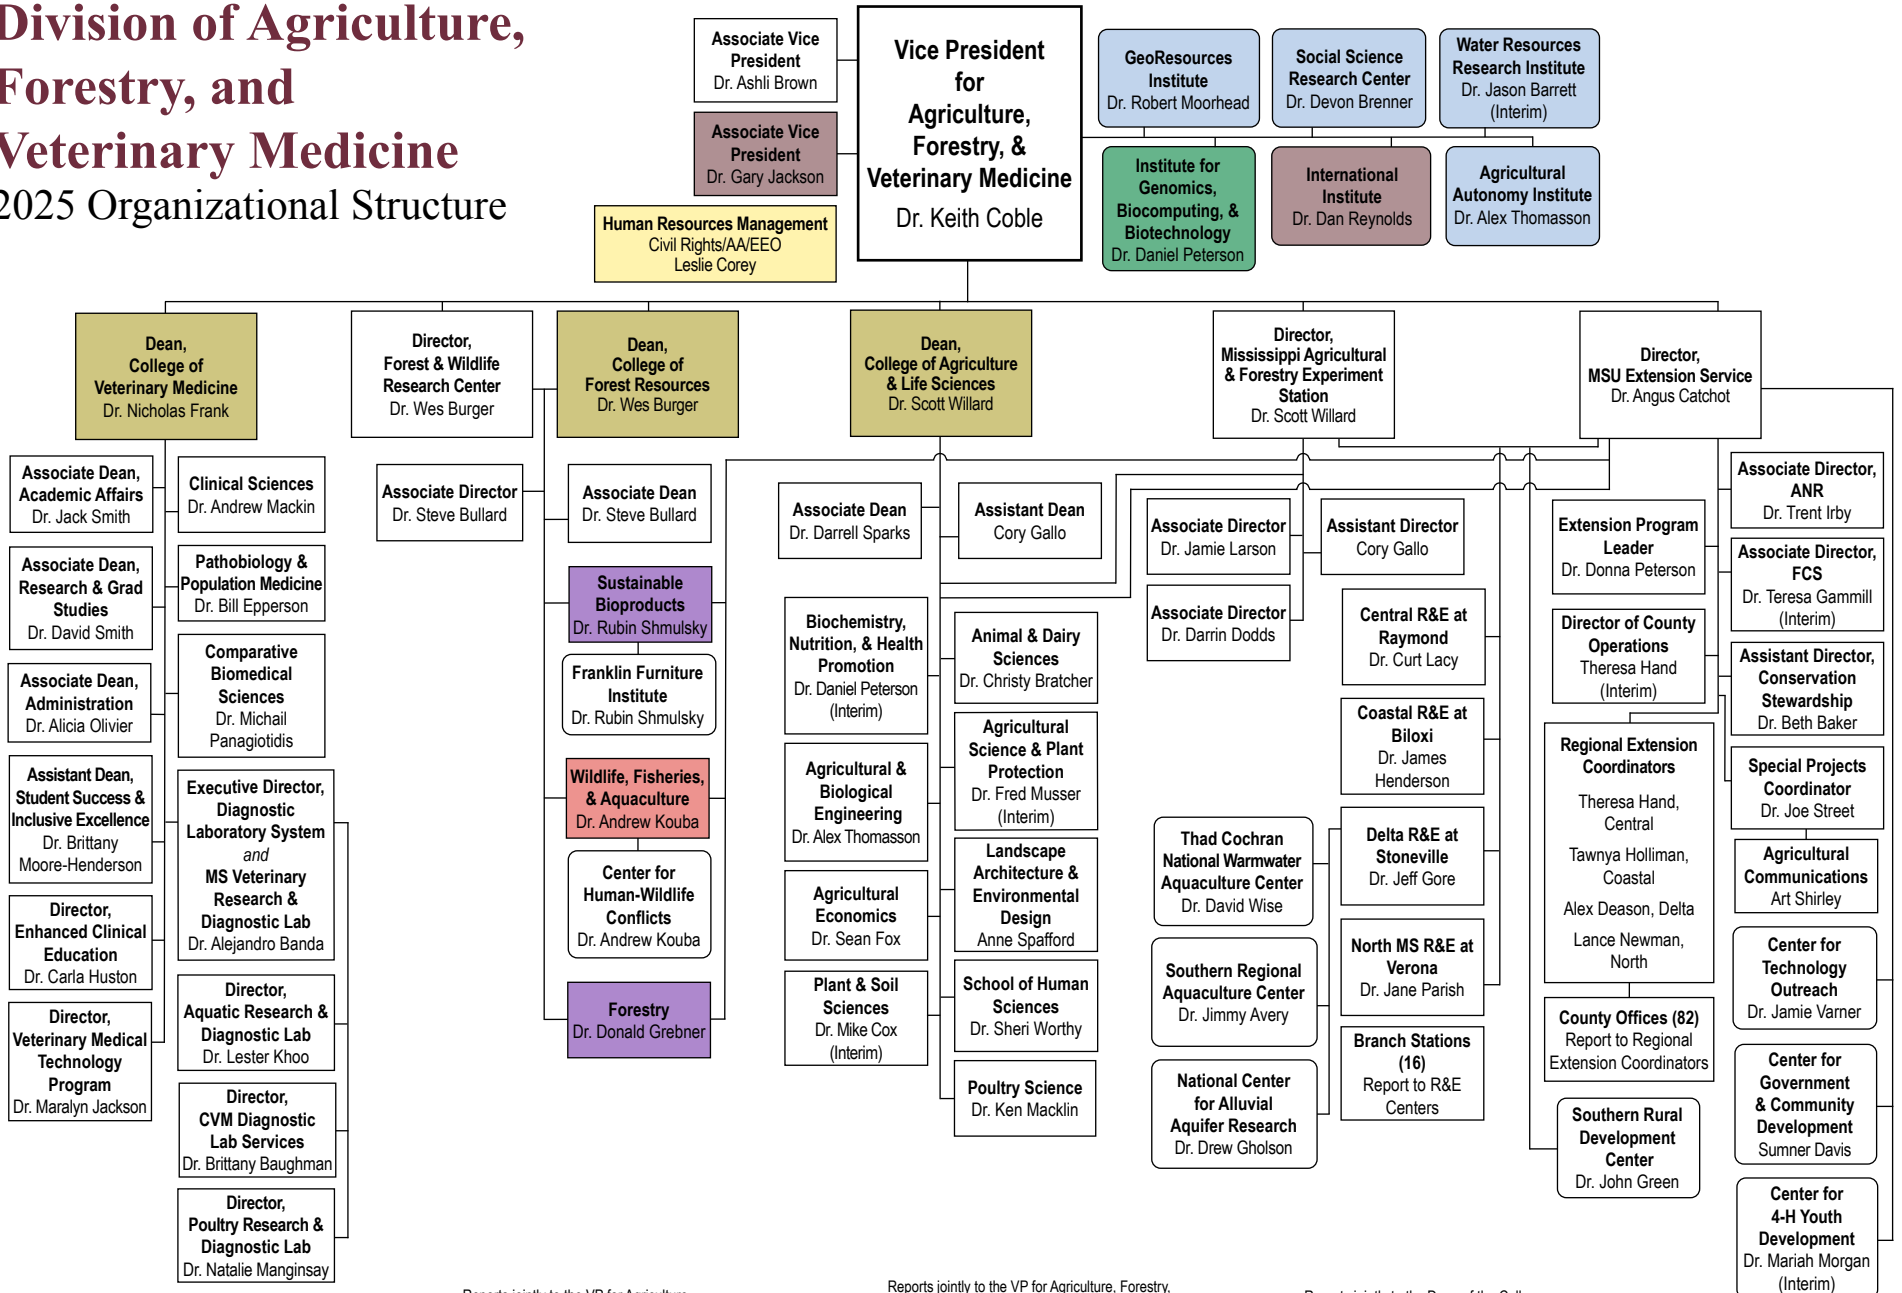 Division of Agriculture,
Forestry, and
Veterinary Medicine
2025 Organizational Structure
Associate Vice
President
Dr. Ashli Brown
Associate Vice
President
Dr. Gary Jackson
Human Resources Management
Civil Rights/AA/EEO
Leslie Corey
Vice President
for
Agriculture,
Forestry, &
Veterinary Medicine
Dr. Keith Coble
GeoResources
Institute
Dr. Robert Moorhead
Social Science
Research Center
Dr. Devon Brenner
Water Resources
Research Institute
Dr. Jason Barrett
(Interim)
Institute for
Genomics,
Biocomputing, &
Biotechnology
Dr. Daniel Peterson
International
Institute
Dr. Dan Reynolds
Agricultural
Autonomy Institute
Dr. Alex Thomasson
Dean,
College of
Veterinary Medicine
Dr. Nicholas Frank
Director,
Forest & Wildlife
Research Center
Dr. Wes Burger
Dean,
College of
Forest Resources
Dr. Wes Burger
Dean,
College of Agriculture
& Life Sciences
Dr. Scott Willard
Director,
Mississippi Agricultural
& Forestry Experiment
Station
Dr. Scott Willard
Director,
MSU Extension Service
Dr. Angus Catchot
Associate Dean,
Academic Affairs
Dr. Jack Smith
Associate Dean,
Research & Grad
Studies
Dr. David Smith
Associate Dean,
Administration
Dr. Alicia Olivier
Assistant Dean,
Student Success &
Inclusive Excellence
Dr. Brittany
Moore-Henderson
Director,
Enhanced Clinical
Education
Dr. Carla Huston
Director,
Veterinary Medical
Technology
Program
Dr. Maralyn Jackson
Clinical Sciences
Dr. Andrew Mackin
Pathobiology &
Population Medicine
Dr. Bill Epperson
Comparative
Biomedical
Sciences
Dr. Michail
Panagiotidis
Executive Director,
Diagnostic
Laboratory System
and
MS Veterinary
Research &
Diagnostic Lab
Dr. Alejandro Banda
Director,
Aquatic Research &
Diagnostic Lab
Dr. Lester Khoo
Director,
CVM Diagnostic
Lab Services
Dr. Brittany Baughman
Director,
Poultry Research &
Diagnostic Lab
Dr. Natalie Manginsay
Associate Director
Dr. Steve Bullard
Associate Dean
Dr. Steve Bullard
Sustainable
Bioproducts
Dr. Rubin Shmulsky
Franklin Furniture
Institute
Dr. Rubin Shmulsky
Wildlife, Fisheries,
& Aquaculture
Dr. Andrew Kouba
Center for
Human-Wildlife
Conflicts
Dr. Andrew Kouba
Forestry
Dr. Donald Grebner
Associate Dean
Dr. Darrell Sparks
Assistant Dean
Cory Gallo
Biochemistry,
Nutrition, & Health
Promotion
Dr. Daniel Peterson
(Interim)
Agricultural &
Biological
Engineering
Dr. Alex Thomasson
Agricultural
Economics
Dr. Sean Fox
Plant & Soil
Sciences
Dr. Mike Cox
(Interim)
Animal & Dairy
Sciences
Dr. Christy Bratcher
Agricultural
Science & Plant
Protection
Dr. Fred Musser
(Interim)
Landscape
Architecture &
Environmental
Design
Anne Spafford
School of Human
Sciences
Dr. Sheri Worthy
Poultry Science
Dr. Ken Macklin
Associate Director
Dr. Jamie Larson
Assistant Director
Cory Gallo
Associate Director
Dr. Darrin Dodds
Central R&E at
Raymond
Dr. Curt Lacy
Coastal R&E at
Biloxi
Dr. James
Henderson
Delta R&E at
Stoneville
Dr. Jeff Gore
North MS R&E at
Verona
Dr. Jane Parish
Branch Stations
(16)
Report to R&E
Centers
Thad Cochran
National Warmwater
Aquaculture Center
Dr. David Wise
Southern Regional
Aquaculture Center
Dr. Jimmy Avery
National Center
for Alluvial
Aquifer Research
Dr. Drew Gholson
Extension Program
Leader
Dr. Donna Peterson
Director of County
Operations
Theresa Hand
(Interim)
Regional Extension
Coordinators
Theresa Hand,
Central
Tawnya Holliman,
Coastal
Alex Deason, Delta
Lance Newman,
North
County Offices (82)
Report to Regional
Extension Coordinators
Southern Rural
Development
Center
Dr. John Green
Associate Director,
ANR
Dr. Trent Irby
Associate Director,
FCS
Dr. Teresa Gammill
(Interim)
Assistant Director,
Conservation
Stewardship
Dr. Beth Baker
Special Projects
Coordinator
Dr. Joe Street
Agricultural
Communications
Art Shirley
Center for
Technology
Outreach
Dr. Jamie Varner
Center for
Government
& Community
Development
Sumner Davis
Center for
4-H Youth
Development
Dr. Mariah Morgan
(Interim)
Reports jointly to the VP for Agriculture,
Reports jointly to the VP for Agriculture, Forestry,
Reports jointly to the Dean of the